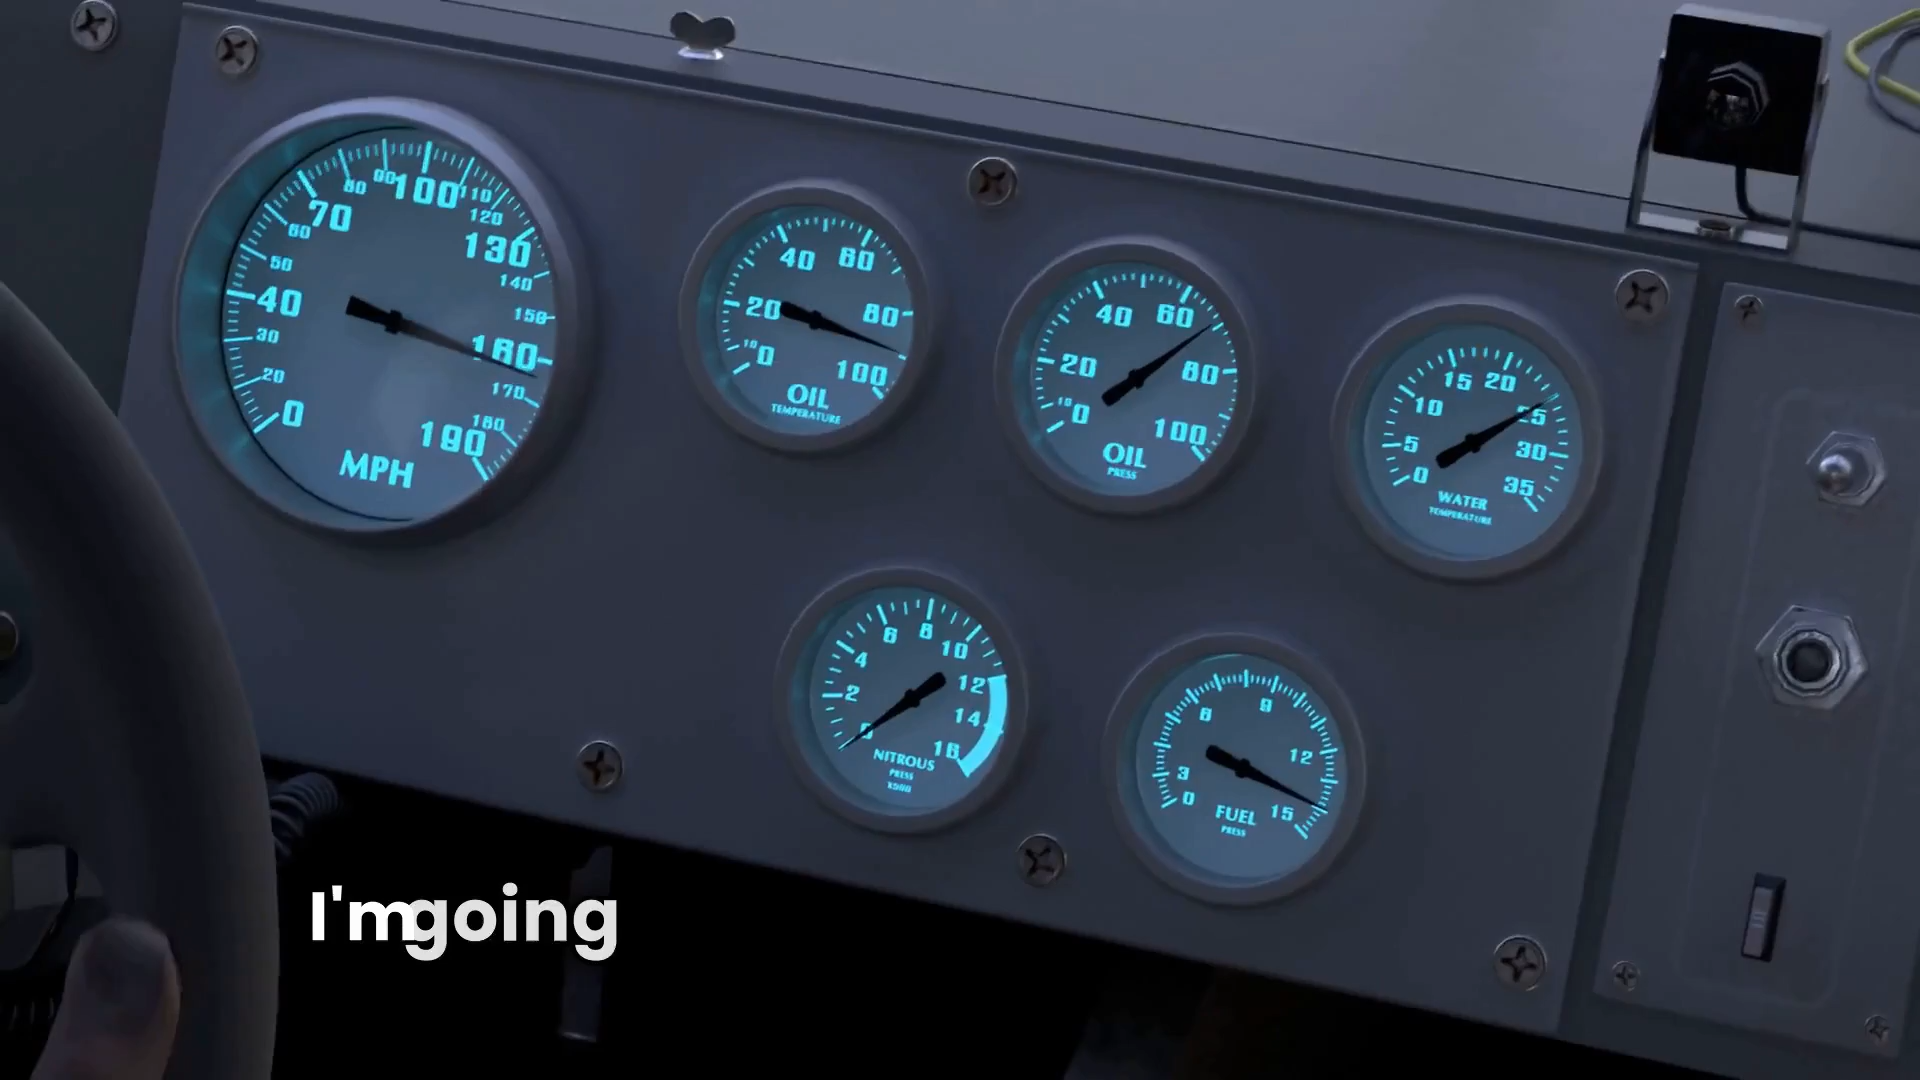 0 20 30 40 50 60 70 80 90 100 110 120 130 140 150 160 170 180 190
MPH
0 10 20 40 60 80 100
OIL
TEMPERATURE
0 10 20 40 60 80 100
OIL
PRESS
0 5 10 15 20 25 30 35
WATER
TEMPERATURE
0 2 4 6 8 10 12 14 16
NITROUS
PRESS
0 3 6 9 12 15
FUEL
PRESS
I'm going